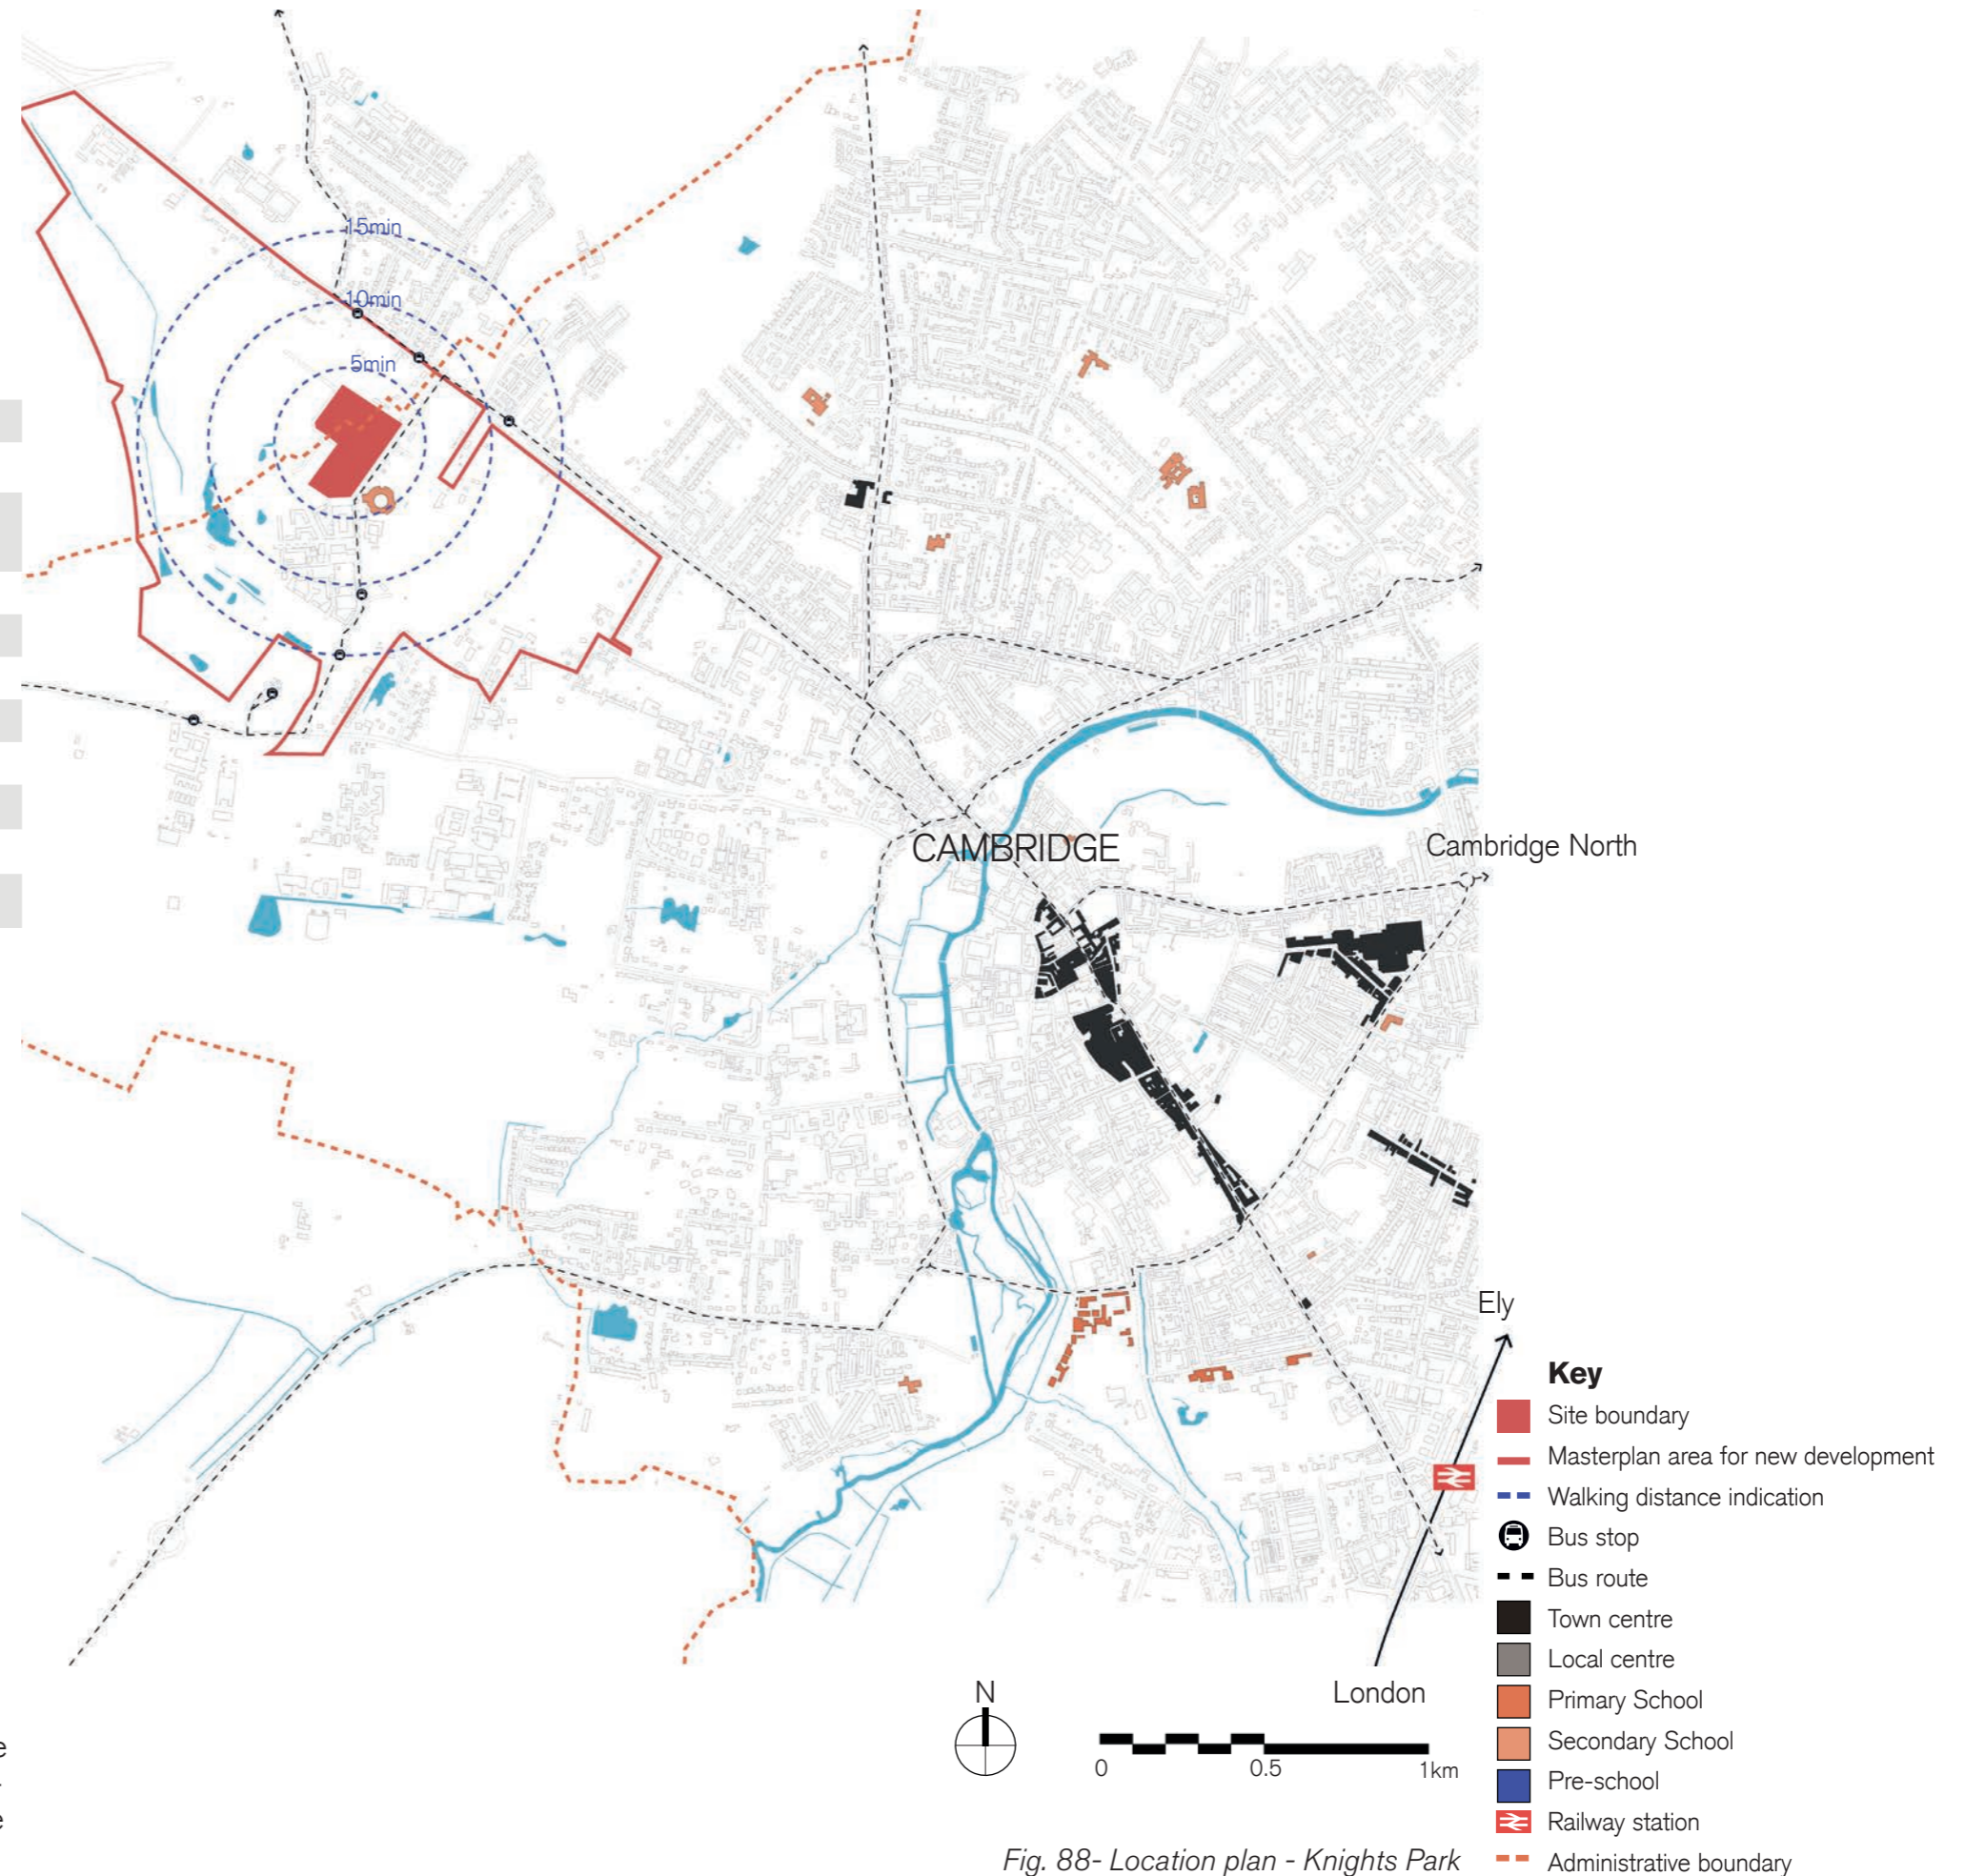 15min
10min
5min
CAMBRIDGE
Cambridge North
Ely
Key
Site boundary
Masterplan area for new development
Walking distance indication
Bus stop
Bus route
Town centre
Local centre
Primary School
Secondary School
Pre-school
Railway station
Administrative boundary
N
London
0 0.5 1km
Fig. 88- Location plan - Knights Park